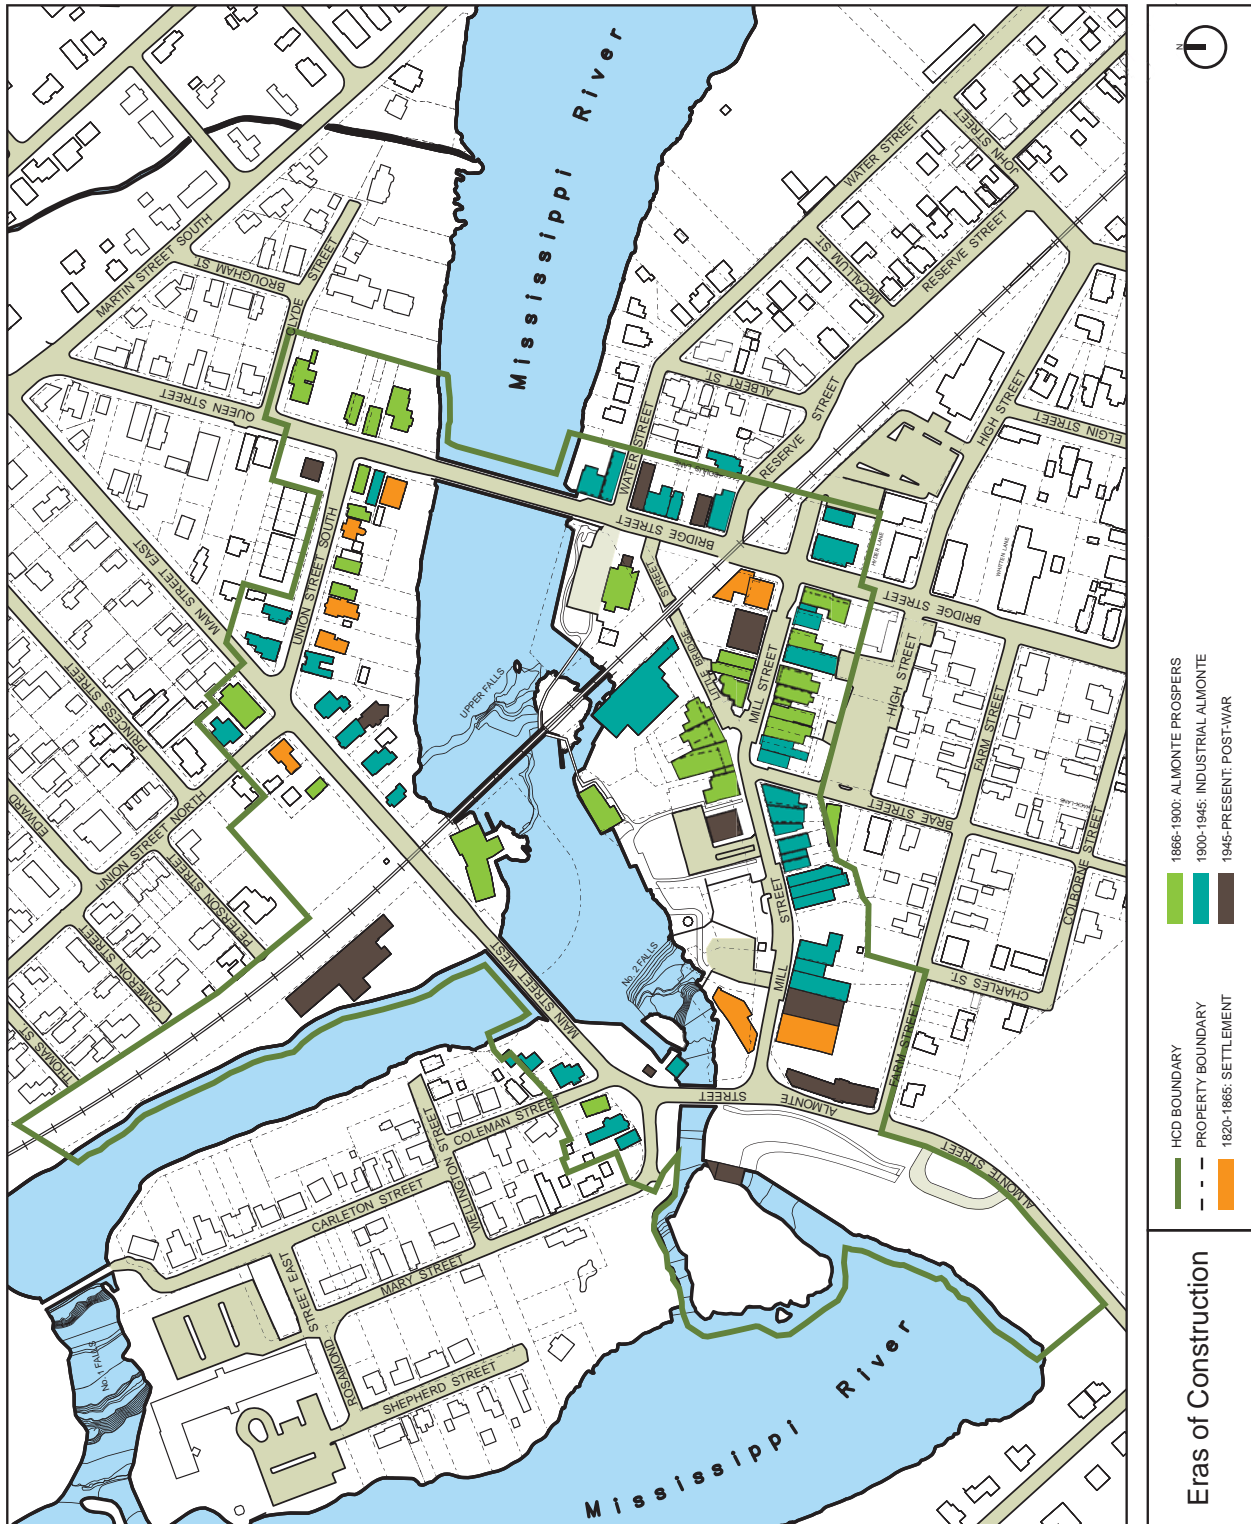 Eras of Construction
HCD BOUNDARY
PROPERTY BOUNDARY
1820-1865: SETTLEMENT
1866-1900: ALMONTE PROSPERS
1900-1945: INDUSTRIAL ALMONTE
1945-PRESENT: POST-WAR
N
Mississippi River
Mississippi River
MARTIN STREET SOUTH
BROUGHAM ST.
CLYDE STREET
QUEEN STREET
MAIN STREET EAST
UNION STREET SOUTH
PRINCESS STREET
EDWARD
UNION STREET NORTH
PETERSON STREET
CAMERON STREET
THOMAS ST.
MAIN STREET WEST
UPPER FALLS
No. 2 FALLS
No. 1 FALLS
COLEMAN STREET
WELLINGTON STREET
CARLETON STREET
MARY STREET
ROSAMOND STREET EAST
SHEPHERD STREET
ALMONTE STREET
ALMONTE STREET
FARM STREET
FARM STREET
MILL STREET
MILL STREET
LITTLE BRIDGE STREET
BRIDGE STREET
BRIDGE STREET
WATER STREET
WATER STREET
ALBERT ST.
RESERVE STREET
RESERVE STREET
McCALLUM ST.
JOHN STREET
HIGH STREET
HIGH STREET
ELGIN STREET
WHITTEN LANE
BRAE STREET
COLBORNE STREET
CHARLES ST.